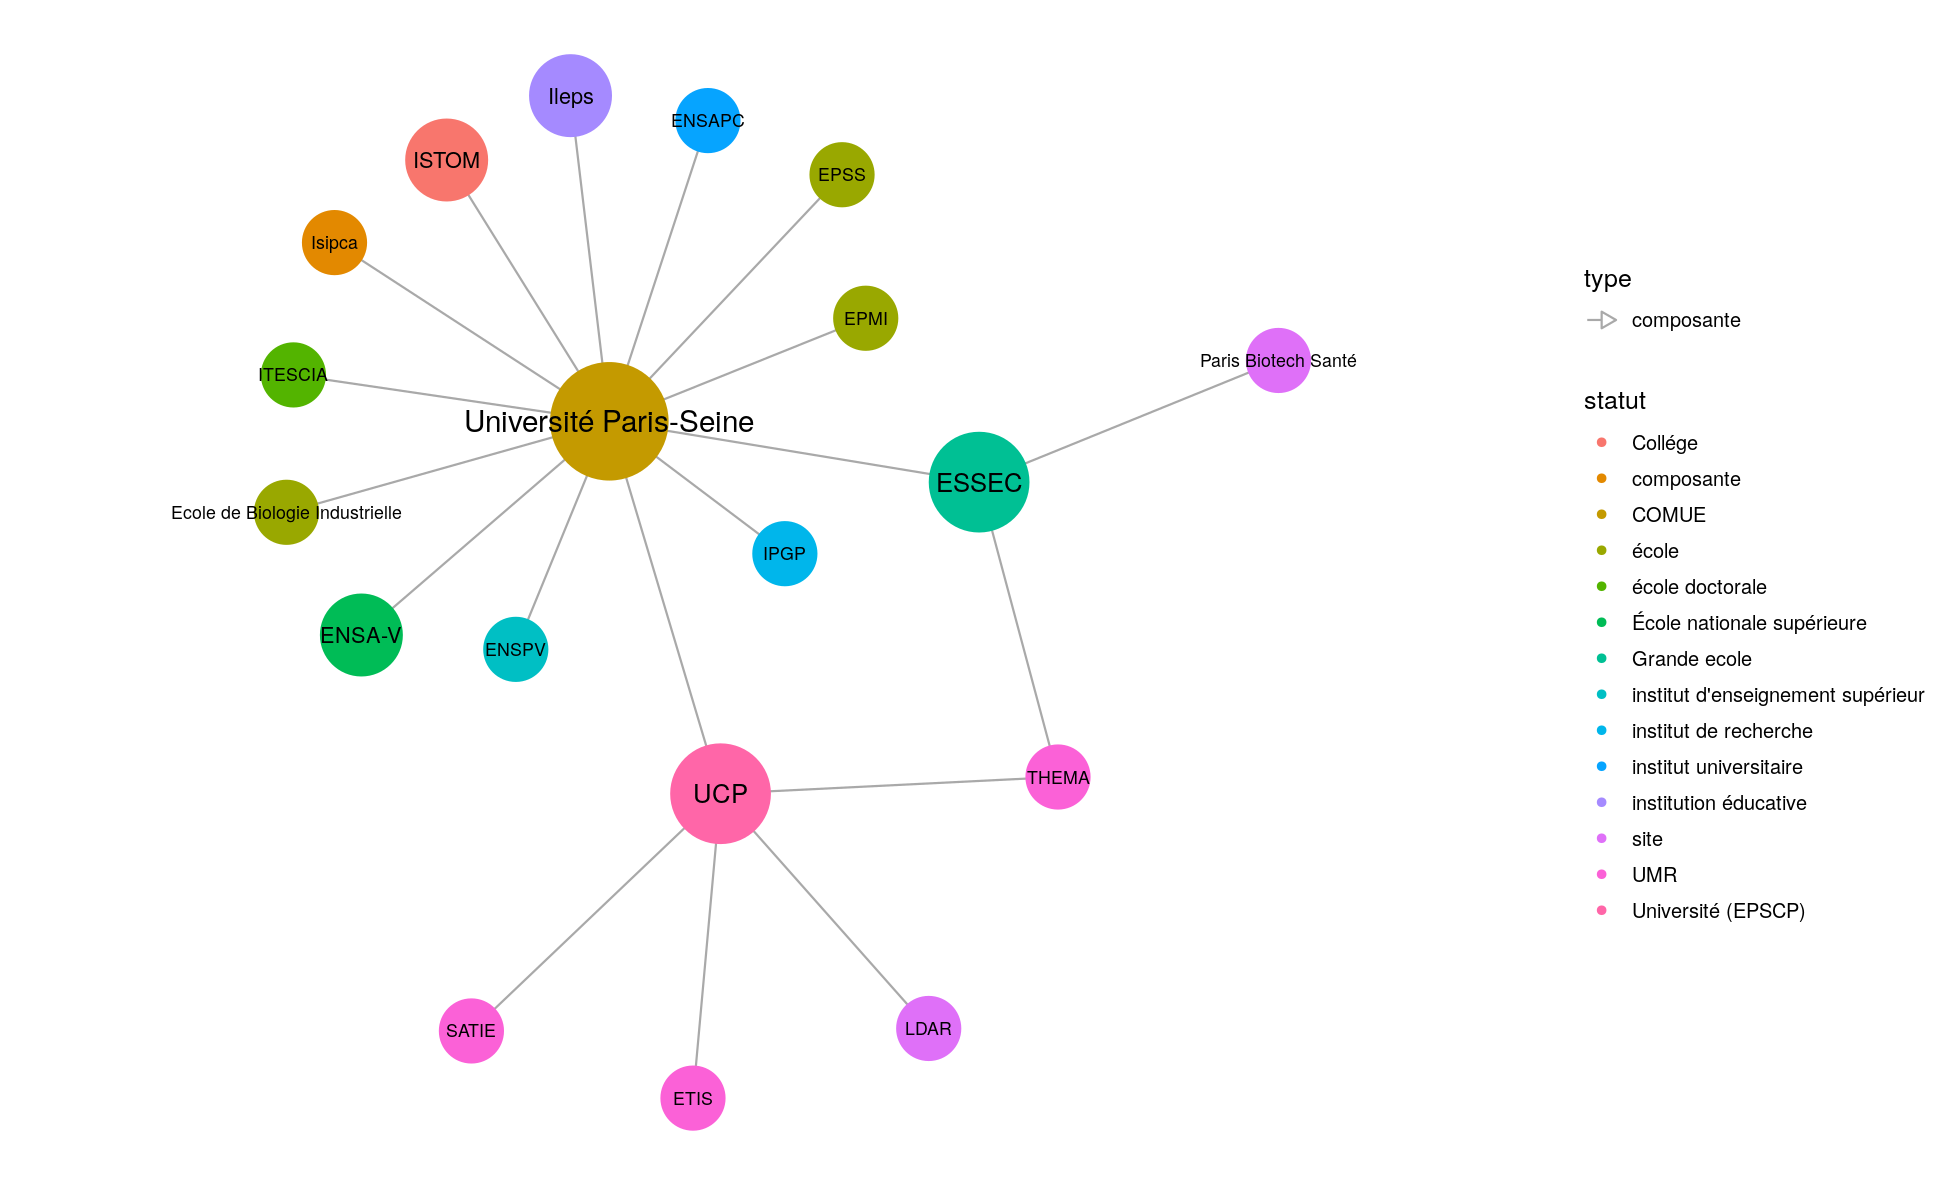 Ileps
ENSAPC
ISTOM
EPSS
Isipca
EPMI
ITESCIA
Paris Biotech Santé
Université Paris-Seine
ESSEC
Ecole de Biologie Industrielle
IPGP
ENSA-V
ENSPV
THEMA
UCP
SATIE
LDAR
ETIS
type
composante
statut
Collége
composante
COMUE
école
école doctorale
École nationale supérieure
Grande ecole
institut d'enseignement supérieur
institut de recherche
institut universitaire
institution éducative
site
UMR
Université (EPSCP)